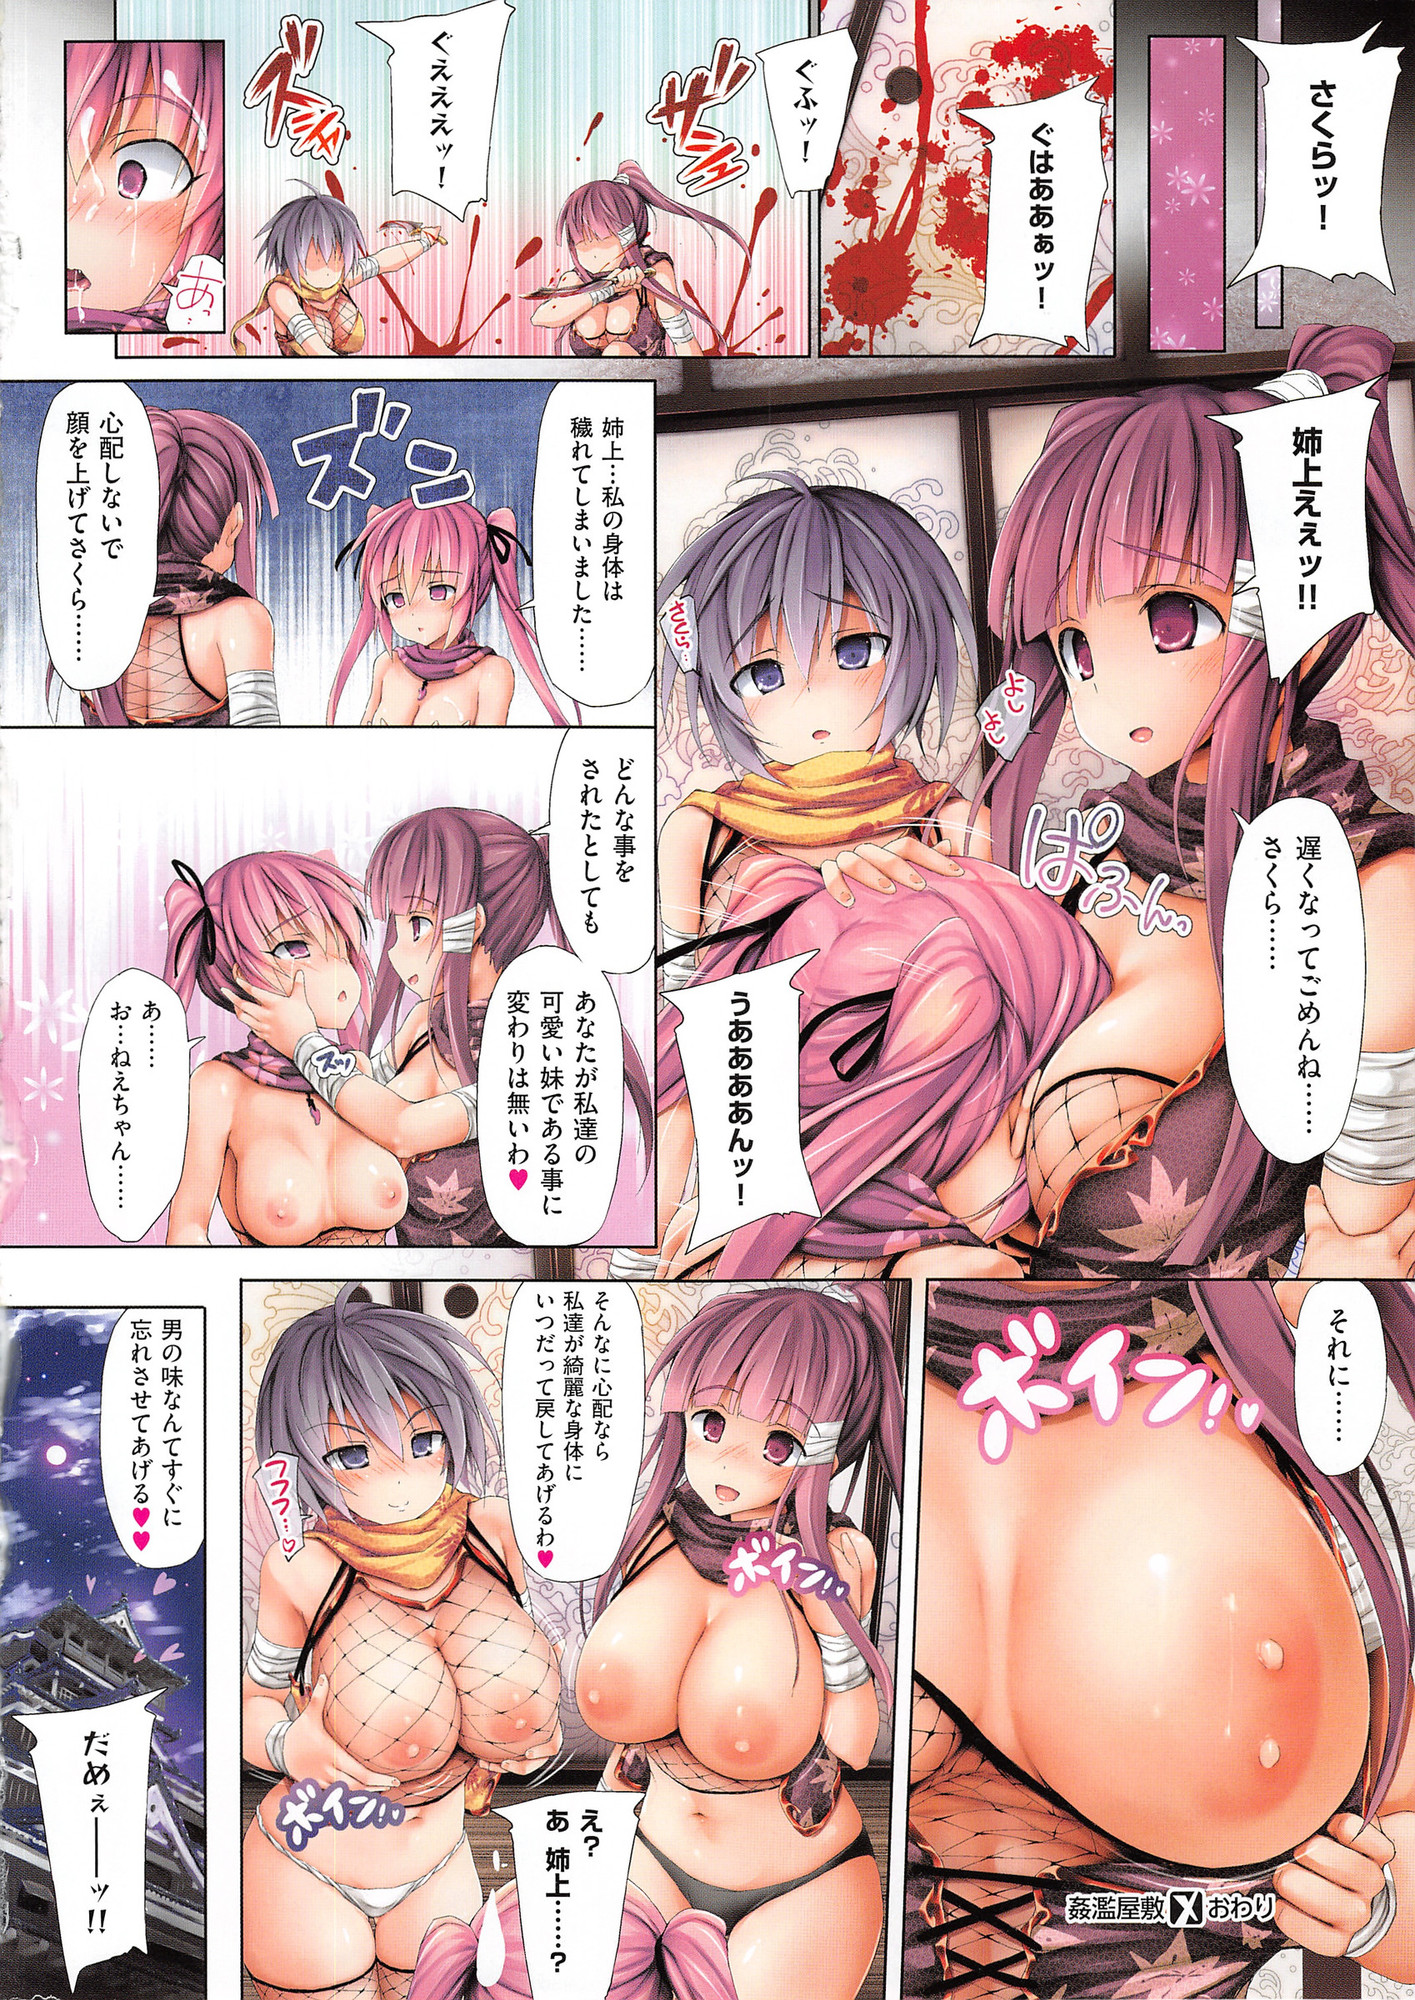 さくらッ！
ぐはあぁぁッ！
ぐふッ！
ザシュ
ぐえええッ！
ズシャ
あっ…
姉上えぇッ!!
さくら…
よし
よし
遅くなってごめんね……
さくら……
ぱふんっ
うああああんッ！
姉上…私の身体は
穢れてしまいました……
ズン
心配しないで
顔を上げてさくら……
どんな事を
されたとしても
あなたが私達の
可愛い妹である事に
変わりは無いわ♥
ズッ
あ……
お…ねえちゃん……
それに……
ボイン!♥
姦濫屋敷Xおわり
そんなに心配なら
私達が綺麗な身体に
いつだって戻してあげるわ♥
ボイン!!
フフフ…♡
ボイン!!
え？
あ 姉上……？
男の味なんてすぐに
忘れさせてあげる♥♥
だめぇ――ッ!!